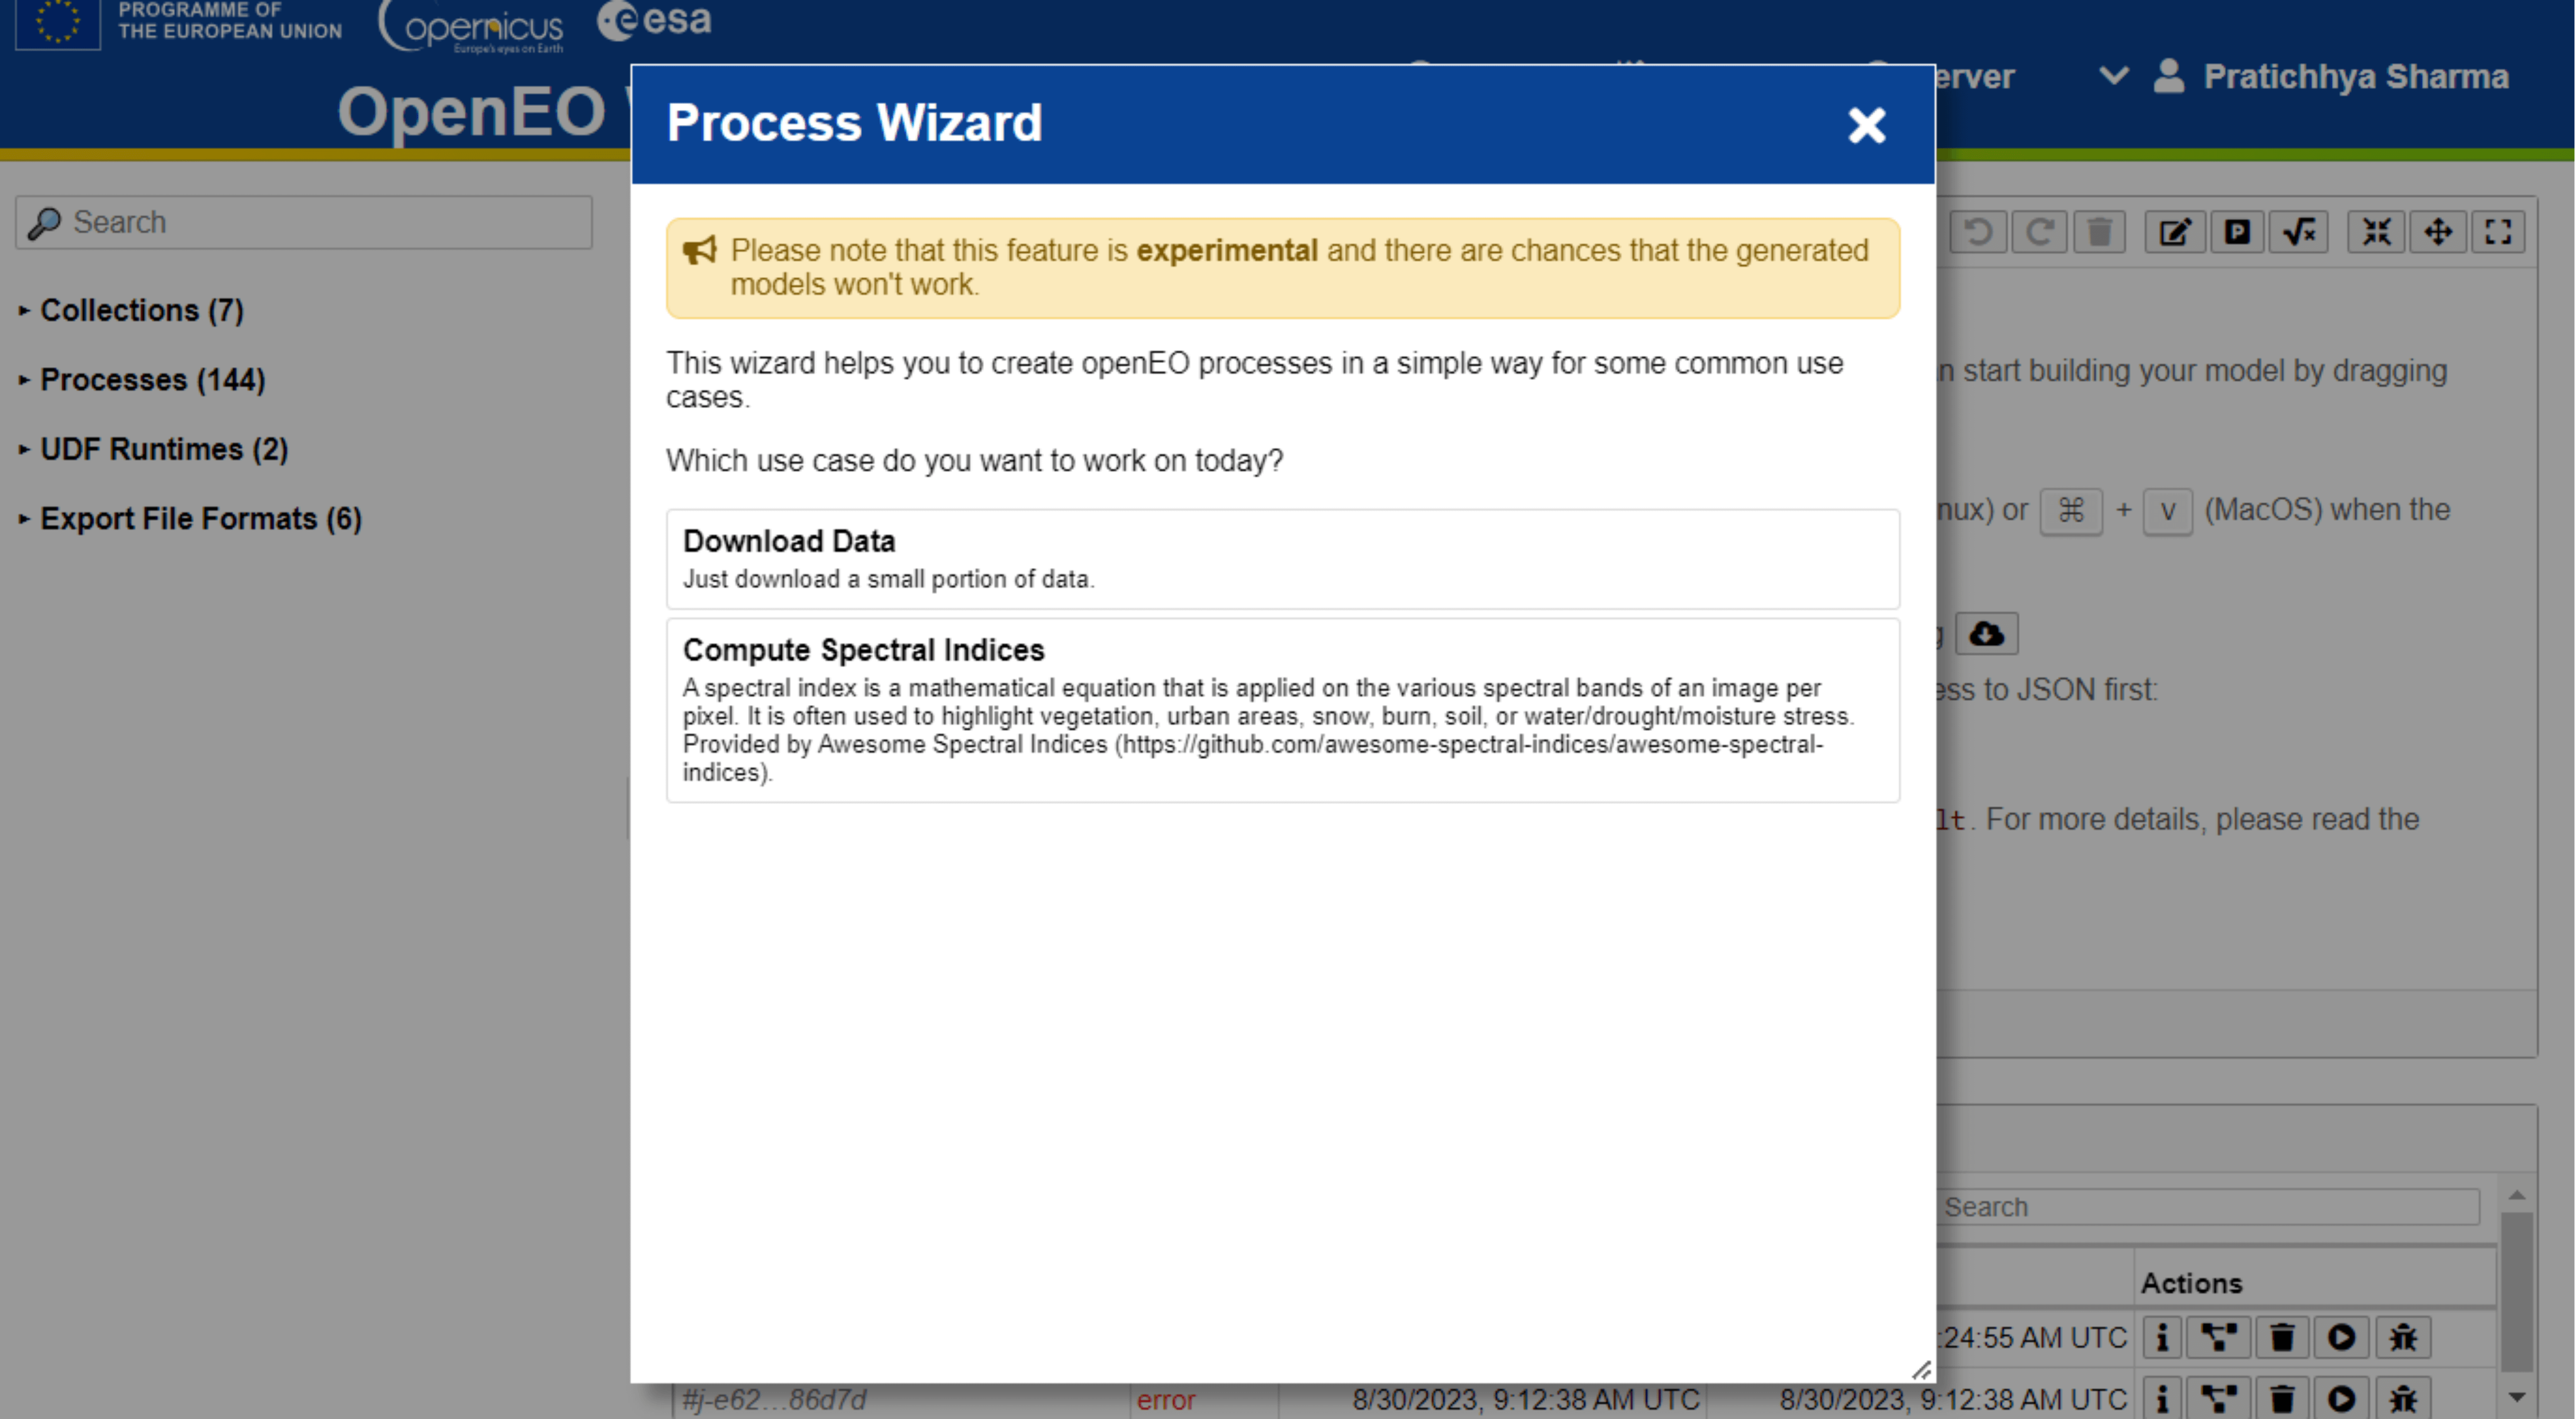 PROGRAMME OF
THE EUROPEAN UNION
opernicus
Europe's eyes on Earth
esa
OpenEO
erver
Pratichhya Sharma
Process Wizard
Search
Please note that this feature is experimental and there are chances that the generated
models won't work.
Collections (7)
Processes (144)
UDF Runtimes (2)
Export File Formats (6)
This wizard helps you to create openEO processes in a simple way for some common use
cases.
Which use case do you want to work on today?
Download Data
Just download a small portion of data.
Compute Spectral Indices
A spectral index is a mathematical equation that is applied on the various spectral bands of an image per
pixel. It is often used to highlight vegetation, urban areas, snow, burn, soil, or water/drought/moisture stress.
Provided by Awesome Spectral Indices (https://github.com/awesome-spectral-indices/awesome-spectral-
indices).
n start building your model by dragging
nux) or ⌘ + v (MacOS) when the
ess to JSON first:
lt. For more details, please read the
Search
Actions
:24:55 AM UTC
#j-e62...86d7d error 8/30/2023, 9:12:38 AM UTC 8/30/2023, 9:12:38 AM UTC